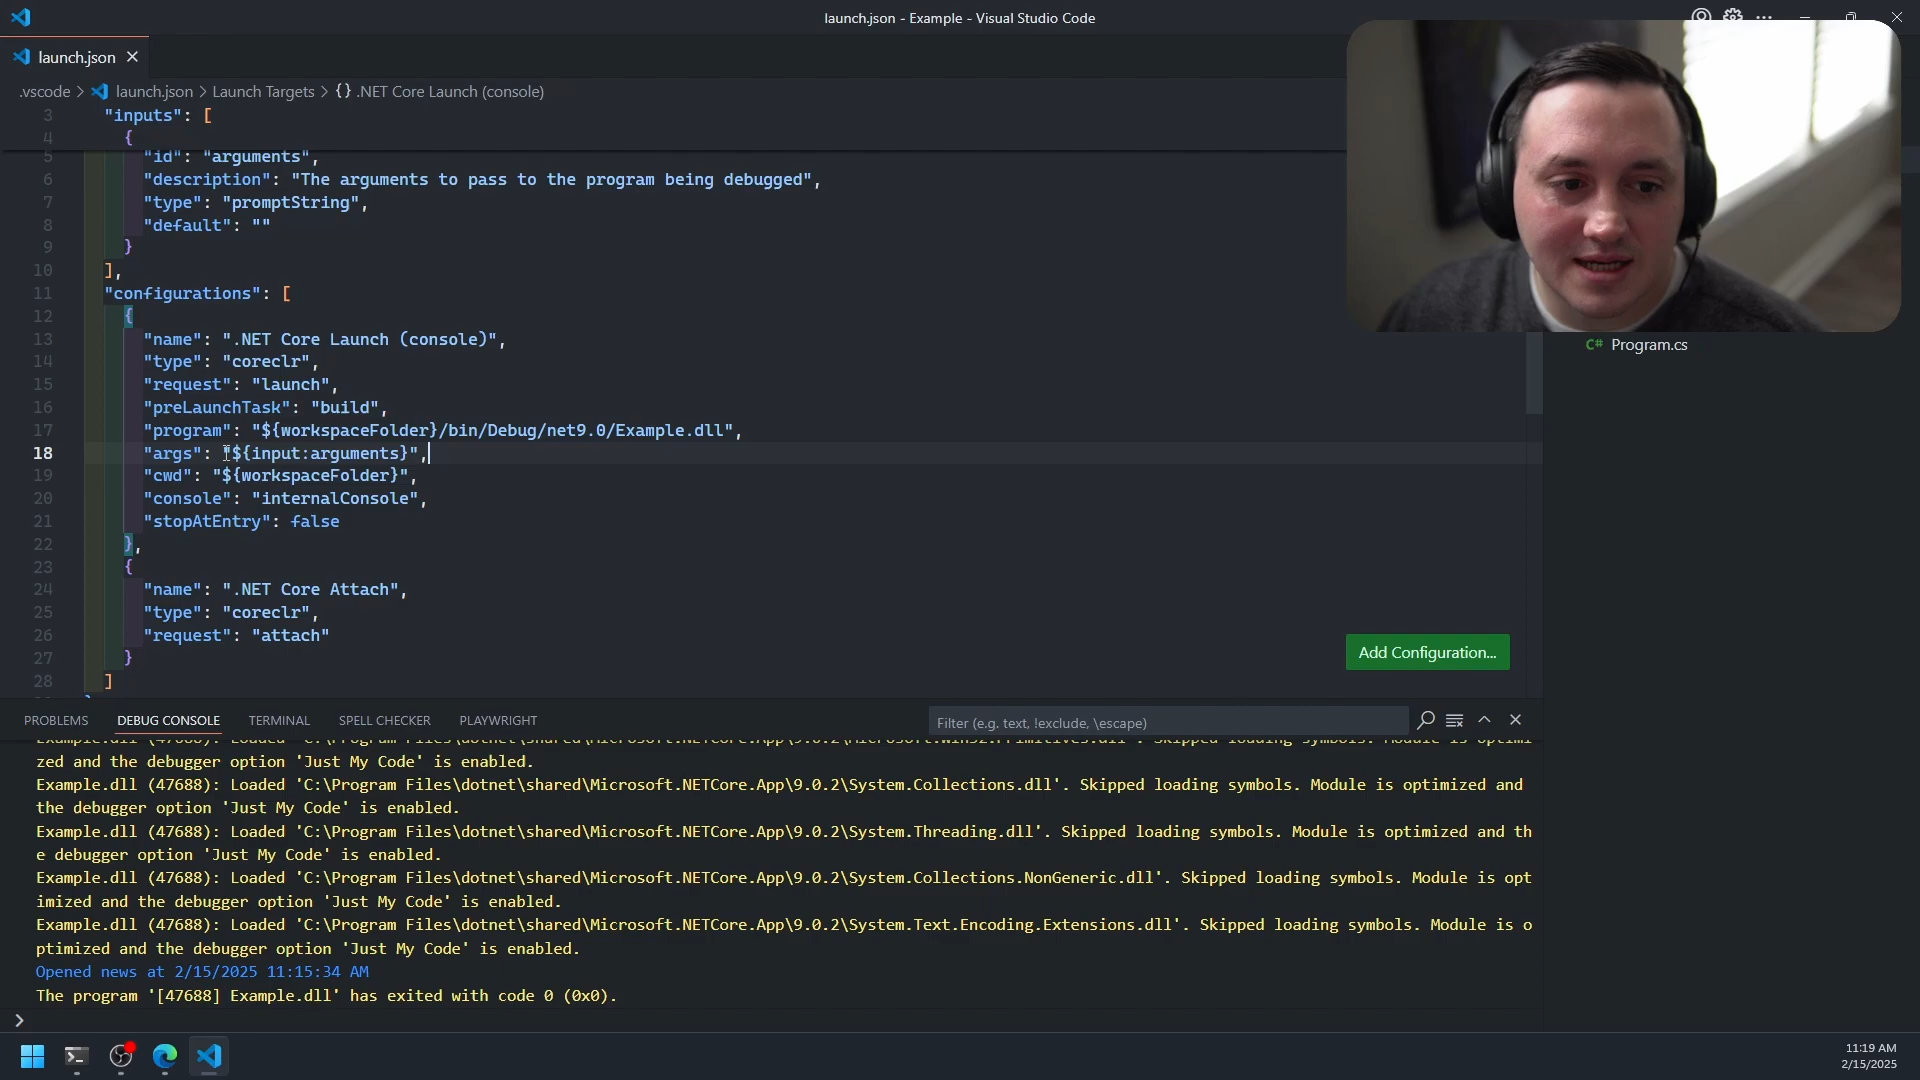 launch.json - Example - Visual Studio Code
launch.json
.vscode > launch.json > Launch Targets > {} .NET Core Launch (console)
3 "inputs": [
4 {
5 "id": "arguments",
6 "description": "The arguments to pass to the program being debugged",
7 "type": "promptString",
8 "default": ""
9 }
10 ],
11 "configurations": [
12 {
13 "name": ".NET Core Launch (console)",
14 "type": "coreclr",
15 "request": "launch",
16 "preLaunchTask": "build",
17 "program": "${workspaceFolder}/bin/Debug/net9.0/Example.dll",
18 "args": "${input:arguments}",
19 "cwd": "${workspaceFolder}",
20 "console": "internalConsole",
21 "stopAtEntry": false
22 },
23 {
24 "name": ".NET Core Attach",
25 "type": "coreclr",
26 "request": "attach"
27 }
28 ]
C# Program.cs
Add Configuration...
PROBLEMS DEBUG CONSOLE TERMINAL SPELL CHECKER PLAYWRIGHT
Filter (e.g. text, !exclude, \escape)
zed and the debugger option 'Just My Code' is enabled.
Example.dll (47688): Loaded 'C:\Program Files\dotnet\shared\Microsoft.NETCore.App\9.0.2\System.Collections.dll'. Skipped loading symbols. Module is optimized and
the debugger option 'Just My Code' is enabled.
Example.dll (47688): Loaded 'C:\Program Files\dotnet\shared\Microsoft.NETCore.App\9.0.2\System.Threading.dll'. Skipped loading symbols. Module is optimized and th
e debugger option 'Just My Code' is enabled.
Example.dll (47688): Loaded 'C:\Program Files\dotnet\shared\Microsoft.NETCore.App\9.0.2\System.Collections.NonGeneric.dll'. Skipped loading symbols. Module is opt
imized and the debugger option 'Just My Code' is enabled.
Example.dll (47688): Loaded 'C:\Program Files\dotnet\shared\Microsoft.NETCore.App\9.0.2\System.Text.Encoding.Extensions.dll'. Skipped loading symbols. Module is o
ptimized and the debugger option 'Just My Code' is enabled.
Opened news at 2/15/2025 11:15:34 AM
The program '[47688] Example.dll' has exited with code 0 (0x0).
11:19 AM
2/15/2025